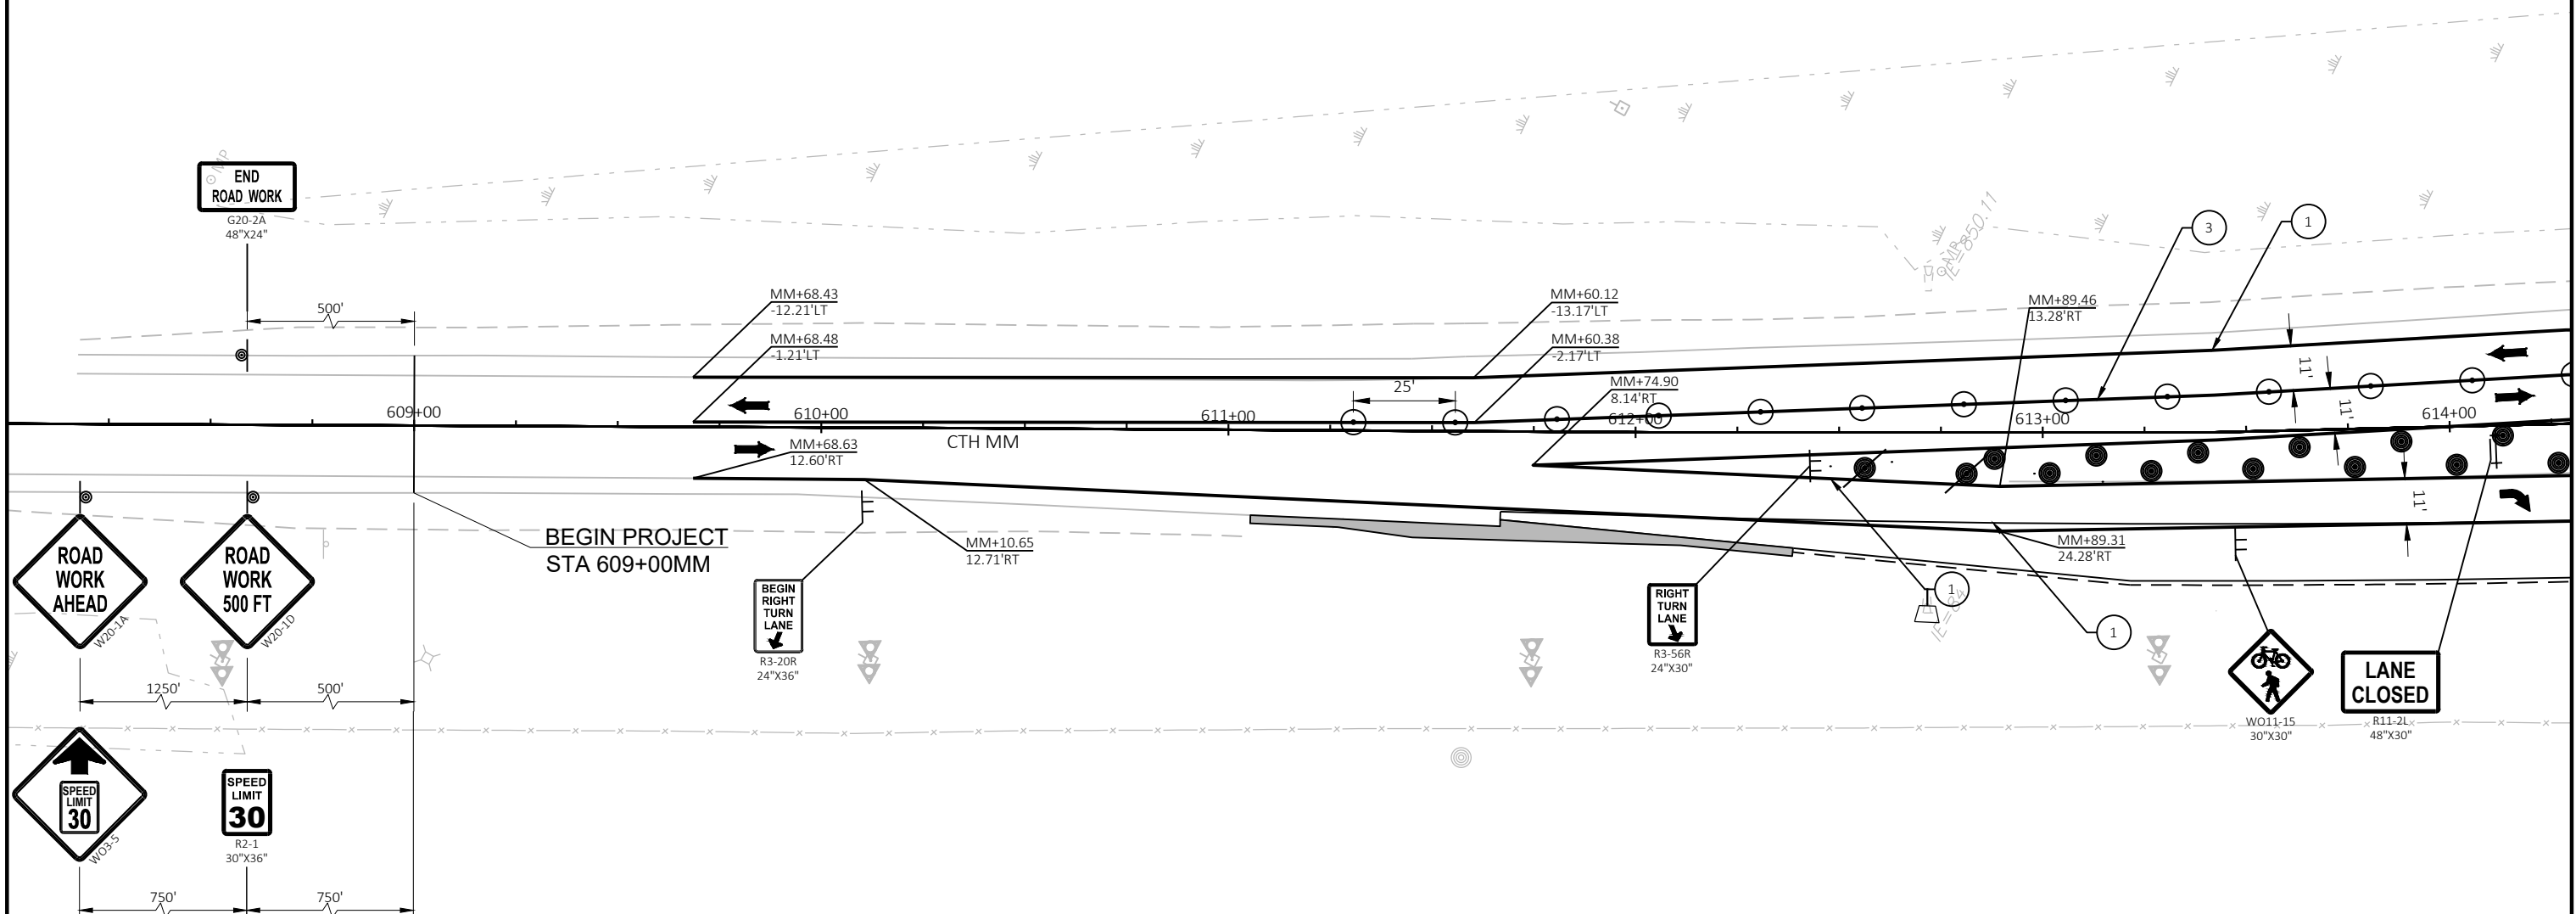 MP
END
ROAD WORK
G20-2A
48"X24"
500'
IE=850.11
MP
3
1
MM+68.43
-12.21'LT
MM+68.48
-1.21'LT
MM+60.12
-13.17'LT
MM+60.38
-2.17'LT
MM+89.46
13.28'RT
MM+74.90
8.14'RT
25'
11'
11'
11'
609+00
610+00
611+00
612+00
613+00
614+00
CTH MM
MM+68.63
12.60'RT
BEGIN PROJECT
STA 609+00MM
MM+10.65
12.71'RT
MM+89.31
24.28'RT
ROAD
WORK
AHEAD
W20-1A
ROAD
WORK
500 FT
W20-1D
BEGIN
RIGHT
TURN
LANE
R3-20R
24"X36"
RIGHT
TURN
LANE
R3-56R
24"X30"
1
1
WO11-15
30"X30"
LANE
CLOSED
R11-2L
48"X30"
1250'
500'
SPEED
LIMIT
30
WO3-5
SPEED
LIMIT
30
R2-1
30"X36"
750'
750'